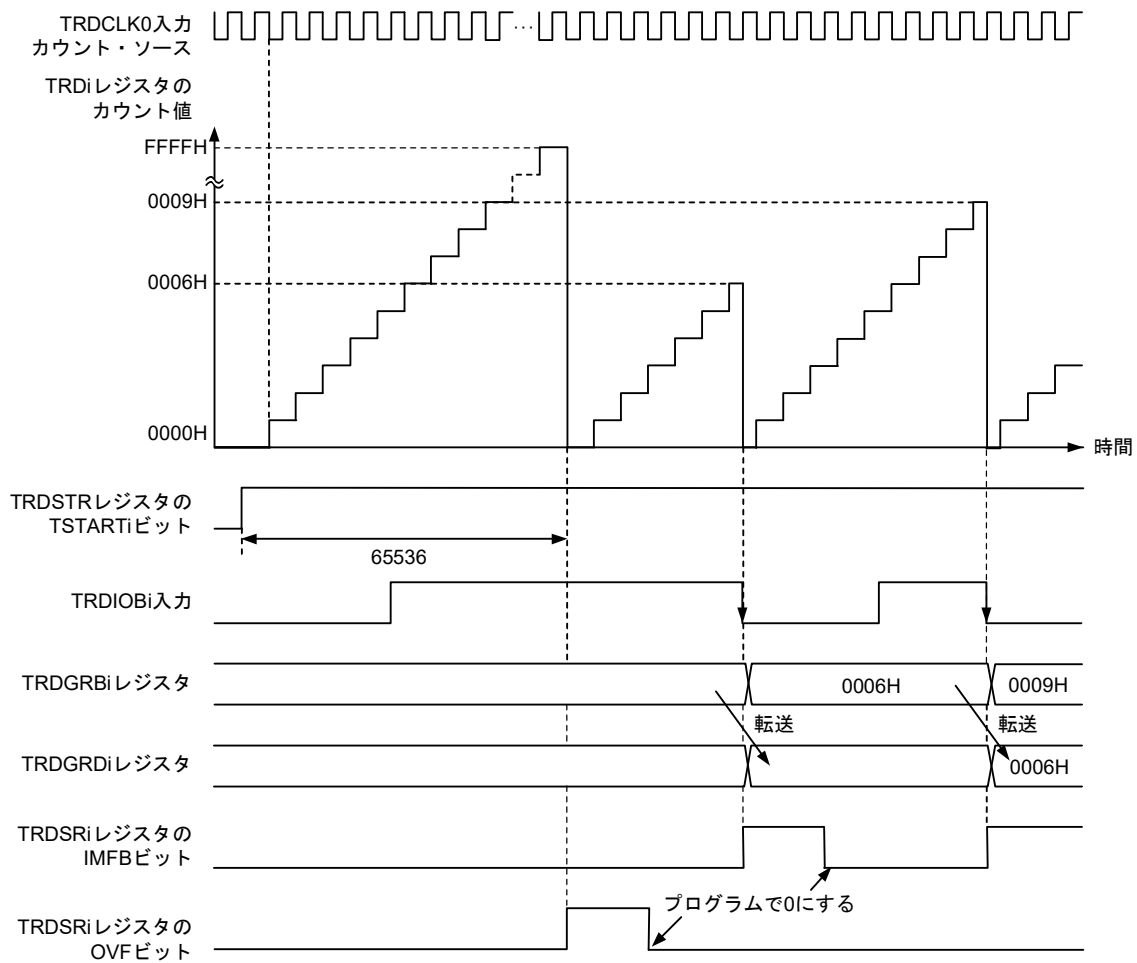 TRDCLK0入力
カウント・ソース
…
TRDiレジスタの
カウント値
FFFFH
0009H
0006H
0000H
時間
TRDSTRレジスタの
TSTARTiビット
65536
TRDIOBi入力
TRDGRBiレジスタ
0006H
0009H
転送
転送
TRDGRDiレジスタ
0006H
TRDSRiレジスタの
IMFBビット
プログラムで0にする
TRDSRiレジスタの
OVFビット